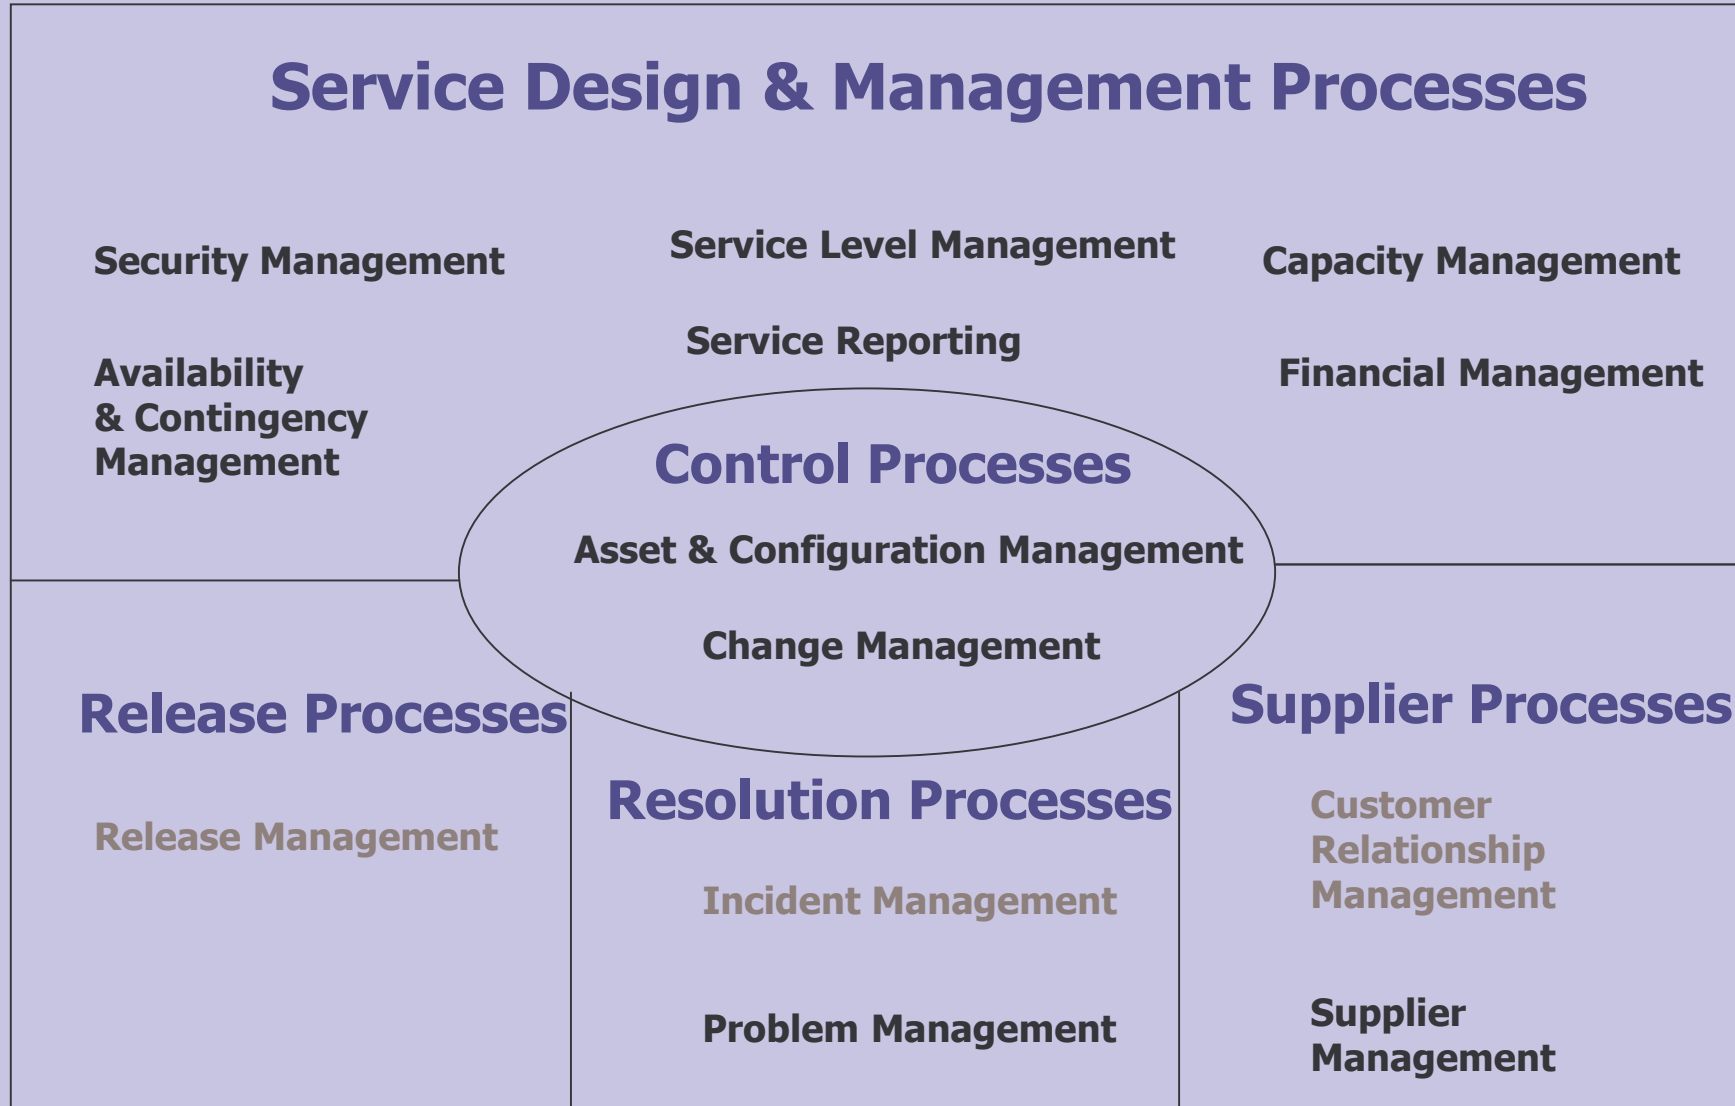 Service Design & Management Processes
Security Management
Service Level Management
Capacity Management
Service Reporting
Availability
& Contingency
Management
Financial Management
Control Processes
Asset & Configuration Management
Change Management
Release Processes
Release Management
Resolution Processes
Incident Management
Problem Management
Supplier Processes
Customer
Relationship
Management
Supplier
Management